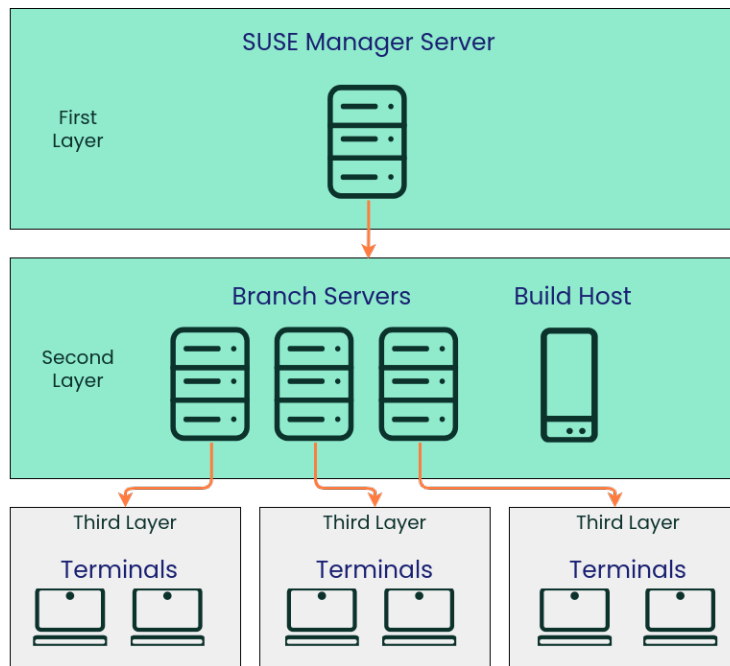 SUSE Manager Server
First
Layer
Branch Servers
Build Host
Second
Layer
Third Layer
Terminals
Third Layer
Terminals
Third Layer
Terminals